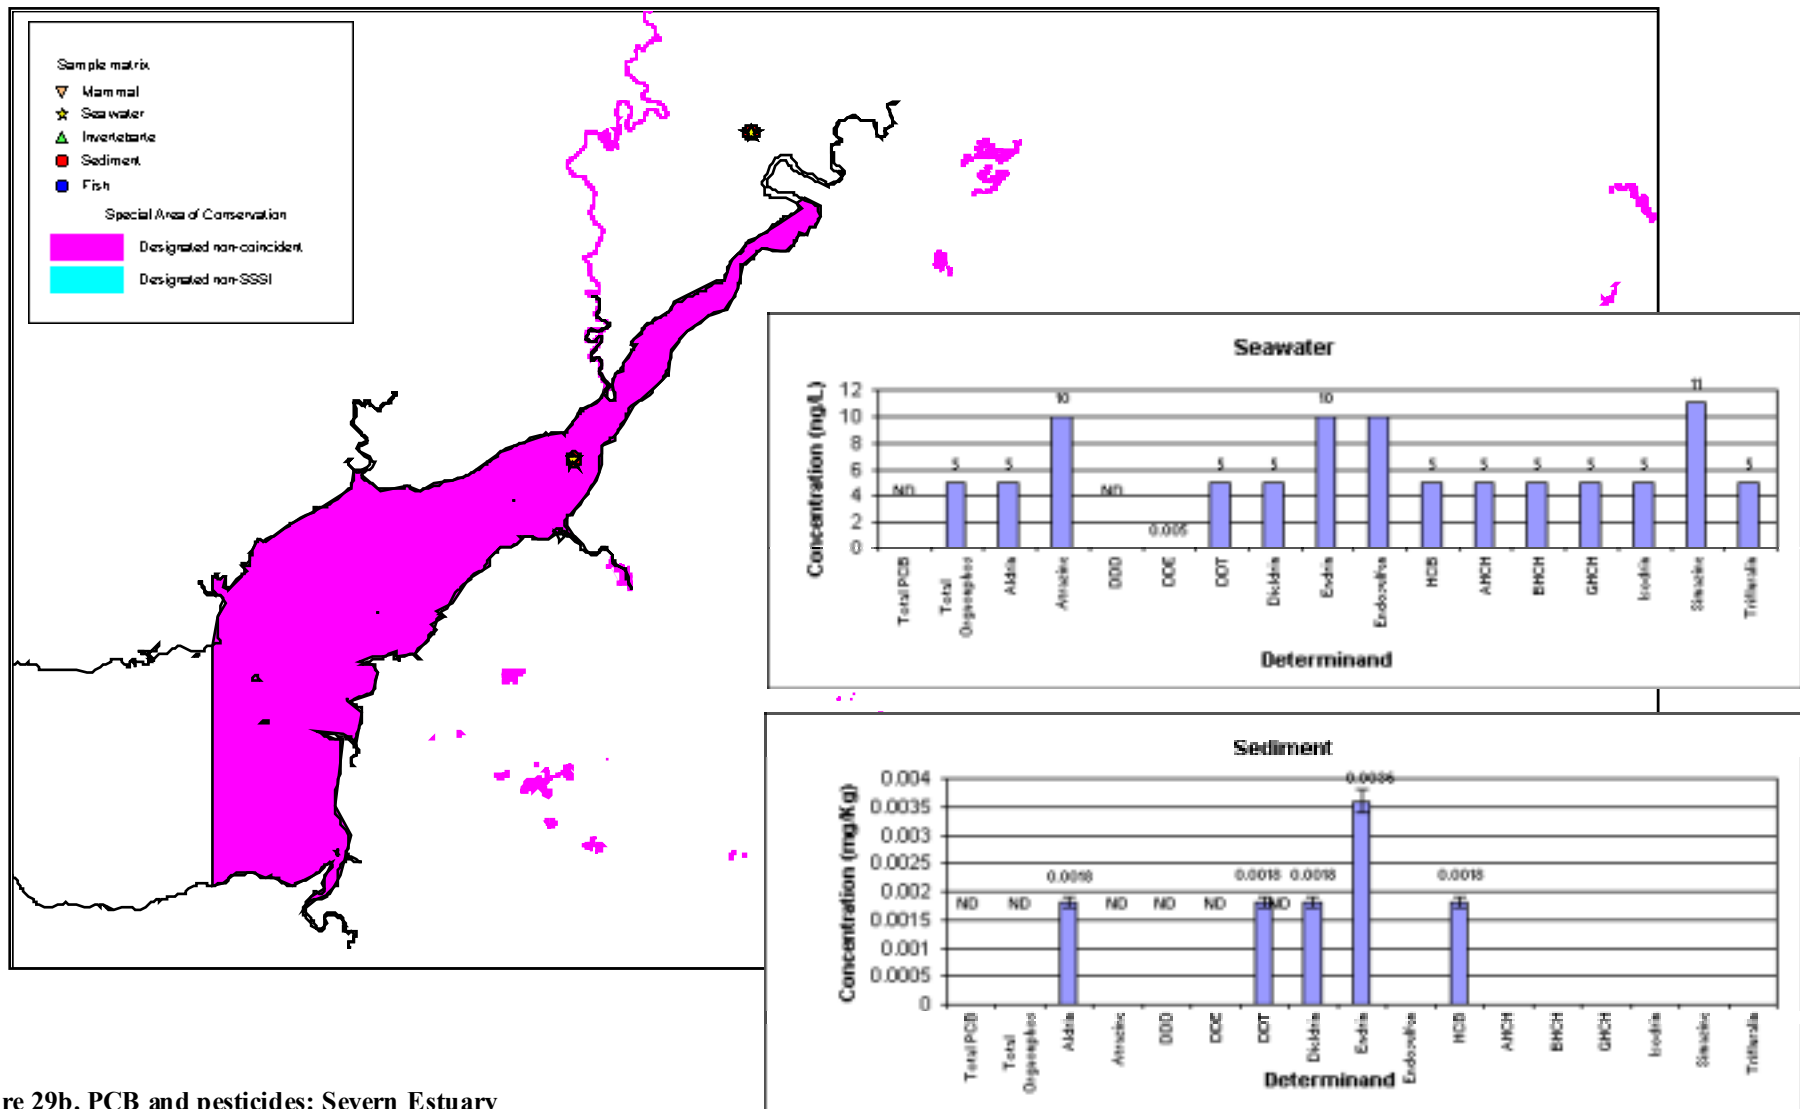 Sample matrix
Mammal
Seawater
Invertebarte
Sediment
Fish
Special Area of Conservation
Designated non-coincident
Designated non-SSSI
Seawater
Concentration (ng/L)
12
10
8
6
4
2
0
ND
5
5
10
ND
0.005
5
5
10
5
5
5
5
5
11
5
Total PCB
Total Organophos
Aldrin
Atrazine
DDD
DDE
DDT
Dieldrin
Endrin
Endosulfan
HCB
AHCH
BHCH
GHCH
Isodrin
Simazine
Trifluralin
Determinand
Sediment
Concentration (mg/Kg)
0.004
0.0035
0.003
0.0025
0.002
0.0015
0.001
0.0005
0
ND
ND
0.0018
ND
ND
ND
0.0018
ND
0.0018
0.0036
0.0018
Total PCB
Total Organophos
Aldrin
Atrazine
DDD
DDE
DDT
Dieldrin
Endrin
Endosulfan
HCB
AHCH
BHCH
GHCH
Isodrin
Simazine
Trifluralin
Determinand
re 29b. PCB and pesticides: Severn Estuary